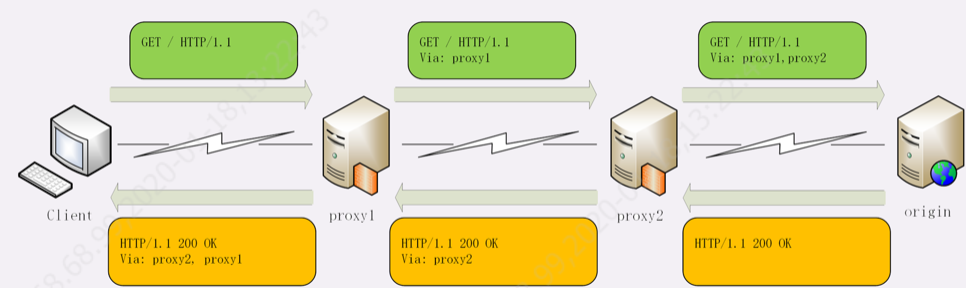 GET / HTTP/1.1
GET / HTTP/1.1
Via: proxy1
GET / HTTP/1.1
Via: proxy1,proxy2
Client
proxy1
proxy2
origin
HTTP/1.1 200 OK
Via: proxy2, proxy1
HTTP/1.1 200 OK
Via: proxy2
HTTP/1.1 200 OK